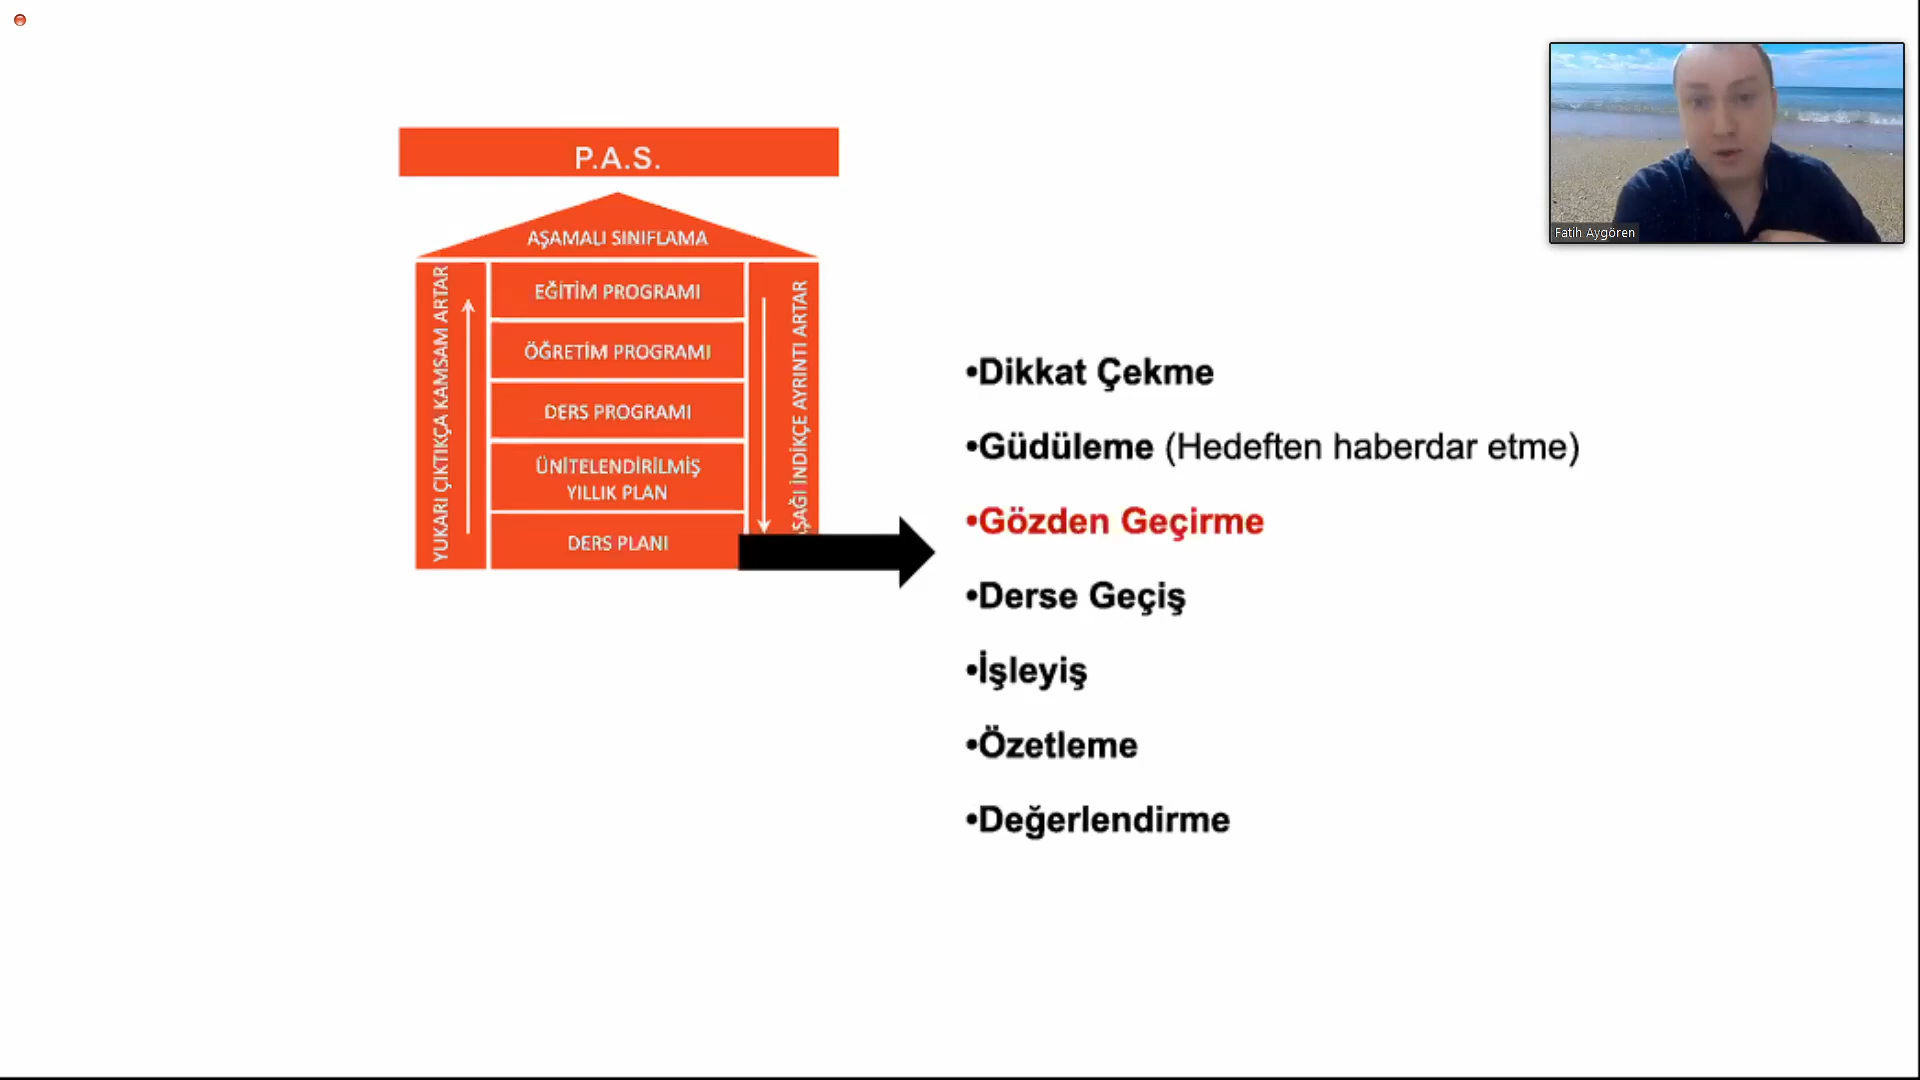 P.A.S.
AŞAMALI SINIFLAMA
YUKARI ÇIKTIKÇA KAMSAM ARTAR
EĞİTİM PROGRAMI
ÖĞRETİM PROGRAMI
DERS PROGRAMI
ÜNİTELENDİRİLMİŞ
YILLIK PLAN
DERS PLANI
İNDİKÇE AYRINTI ARTAR
•Dikkat Çekme
•Güdüleme (Hedeften haberdar etme)
•Gözden Geçirme
•Derse Geçiş
•İşleyiş
•Özetleme
•Değerlendirme
Fatih Aygören